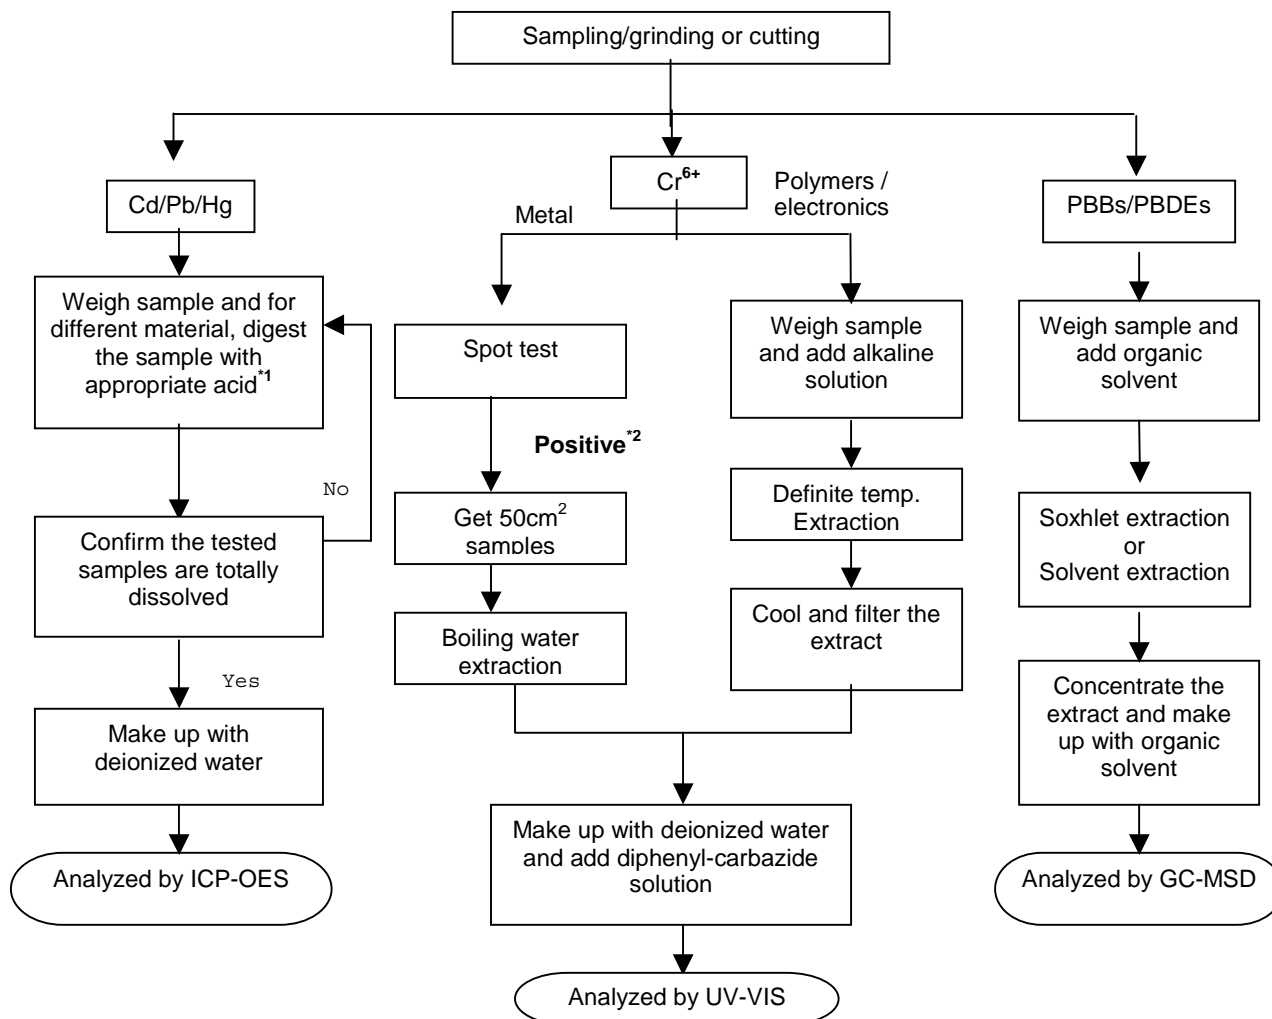 Sampling/grinding or cutting
Cd/Pb/Hg
Weigh sample and for
different material, digest
the sample with
appropriate acid*1
No
Confirm the tested
samples are totally
dissolved
Yes
Make up with
deionized water
Analyzed by ICP-OES
Cr6+
Metal
Polymers /
electronics
Spot test
Positive*2
Get 50cm2
samples
Boiling water
extraction
Weigh sample
and add alkaline
solution
Definite temp.
Extraction
Cool and filter the
extract
Make up with deionized water
and add diphenyl-carbazide
solution
Analyzed by UV-VIS
PBBs/PBDEs
Weigh sample and
add organic
solvent
Soxhlet extraction
or
Solvent extraction
Concentrate the
extract and make
up with organic
solvent
Analyzed by GC-MSD